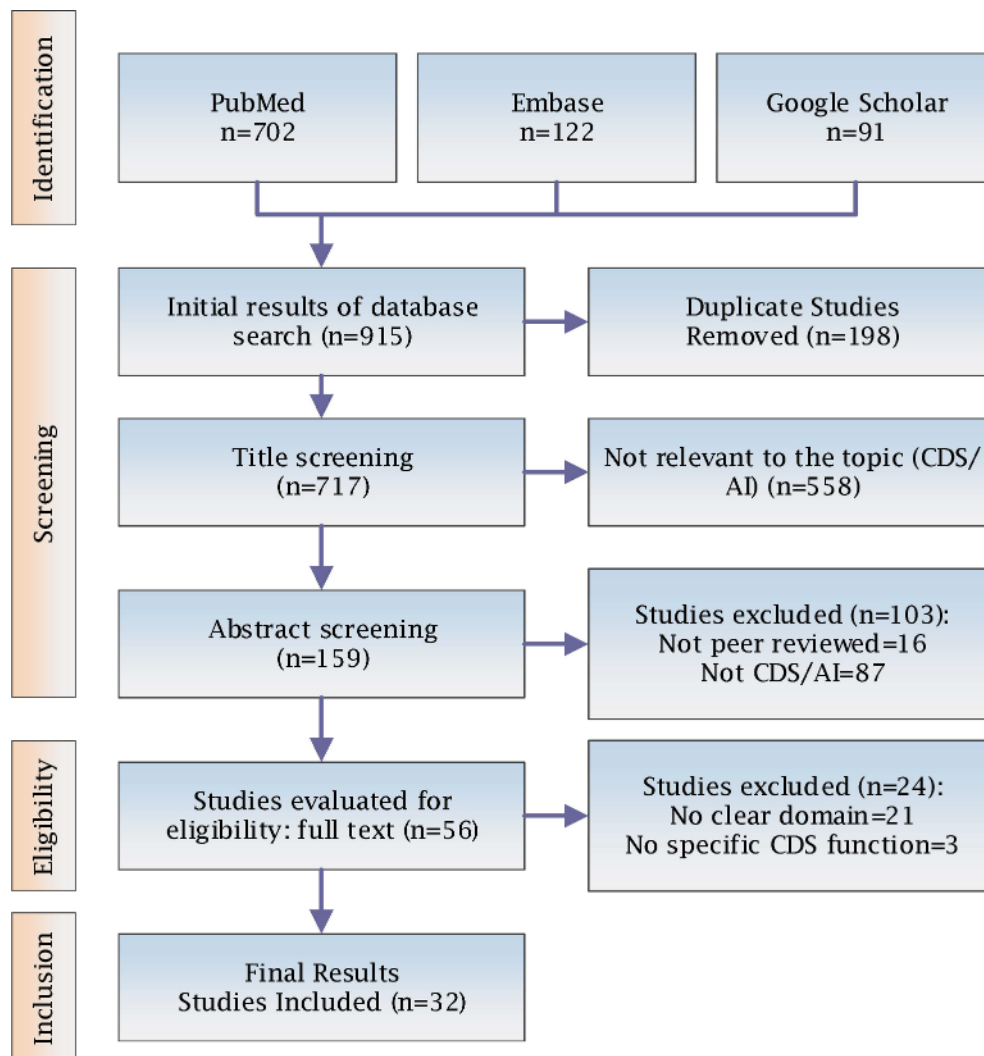 Identification
PubMed
n=702
Embase
n=122
Google Scholar
n=91
Screening
Initial results of database
search (n=915)
Duplicate Studies
Removed (n=198)
Title screening
(n=717)
Not relevant to the topic (CDS/
AI) (n=558)
Abstract screening
(n=159)
Studies excluded (n=103):
Not peer reviewed=16
Not CDS/AI=87
Eligibility
Studies evaluated for
eligibility: full text (n=56)
Studies excluded (n=24):
No clear domain=21
No specific CDS function=3
Inclusion
Final Results
Studies Included (n=32)